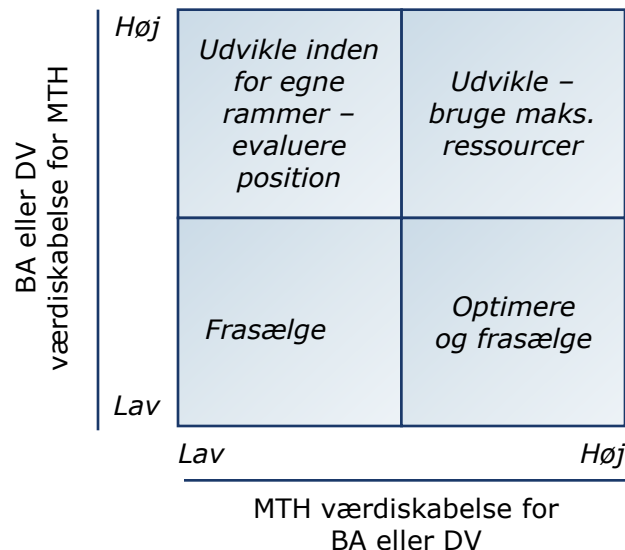 Høj
Udvikle inden
for egne
rammer –
evaluere
position
Udvikle –
bruge maks.
ressourcer
BA eller DV
værdiskabelse for MTH
Frasælge
Optimere
og frasælge
Lav
Lav
Høj
MTH værdiskabelse for
BA eller DV